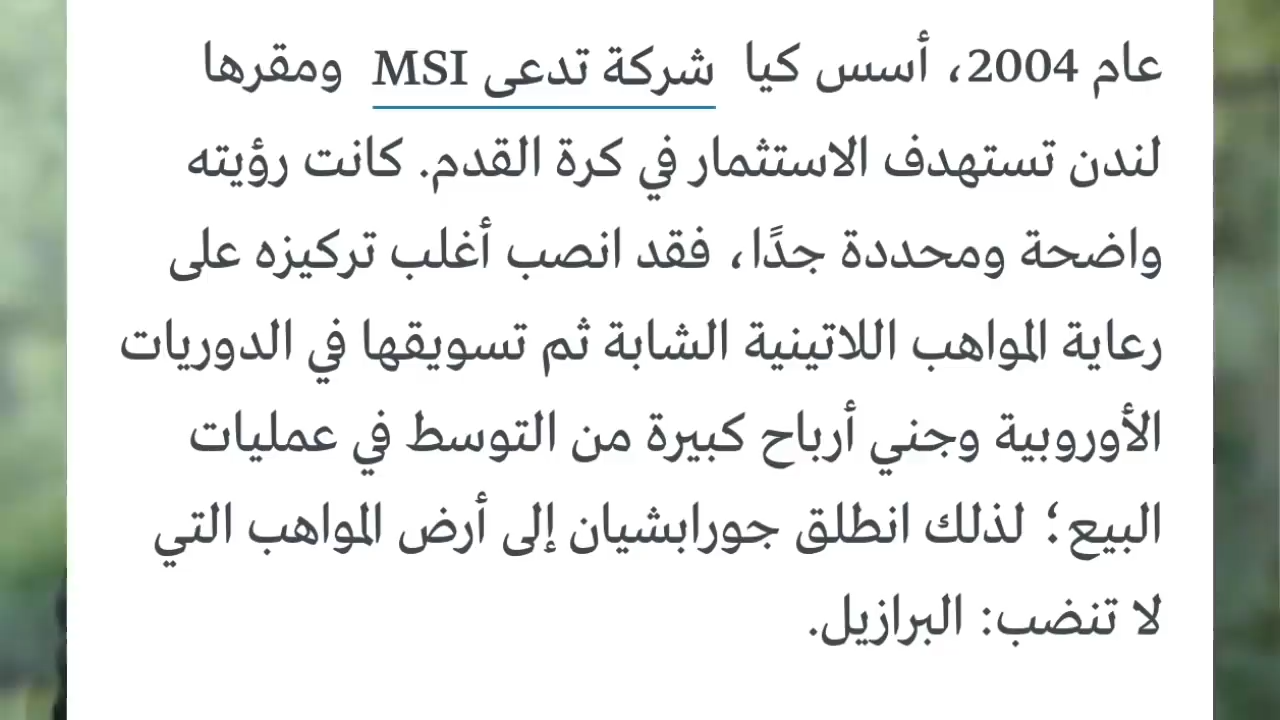 عام 2004، أسس كيا شركة تدعى MSI ومقرها
لندن تستهدف الاستثمار في كرة القدم. كانت رؤيته
واضحة ومحددة جدًا، فقد انصب أغلب تركيزه على
رعاية المواهب اللاتينية الشابة ثم تسويقها في الدوريات
الأوروبية وجني أرباح كبيرة من التوسط في عمليات
البيع؛ لذلك انطلق جورابشيان إلى أرض المواهب التي
لا تنضب: البرازيل.